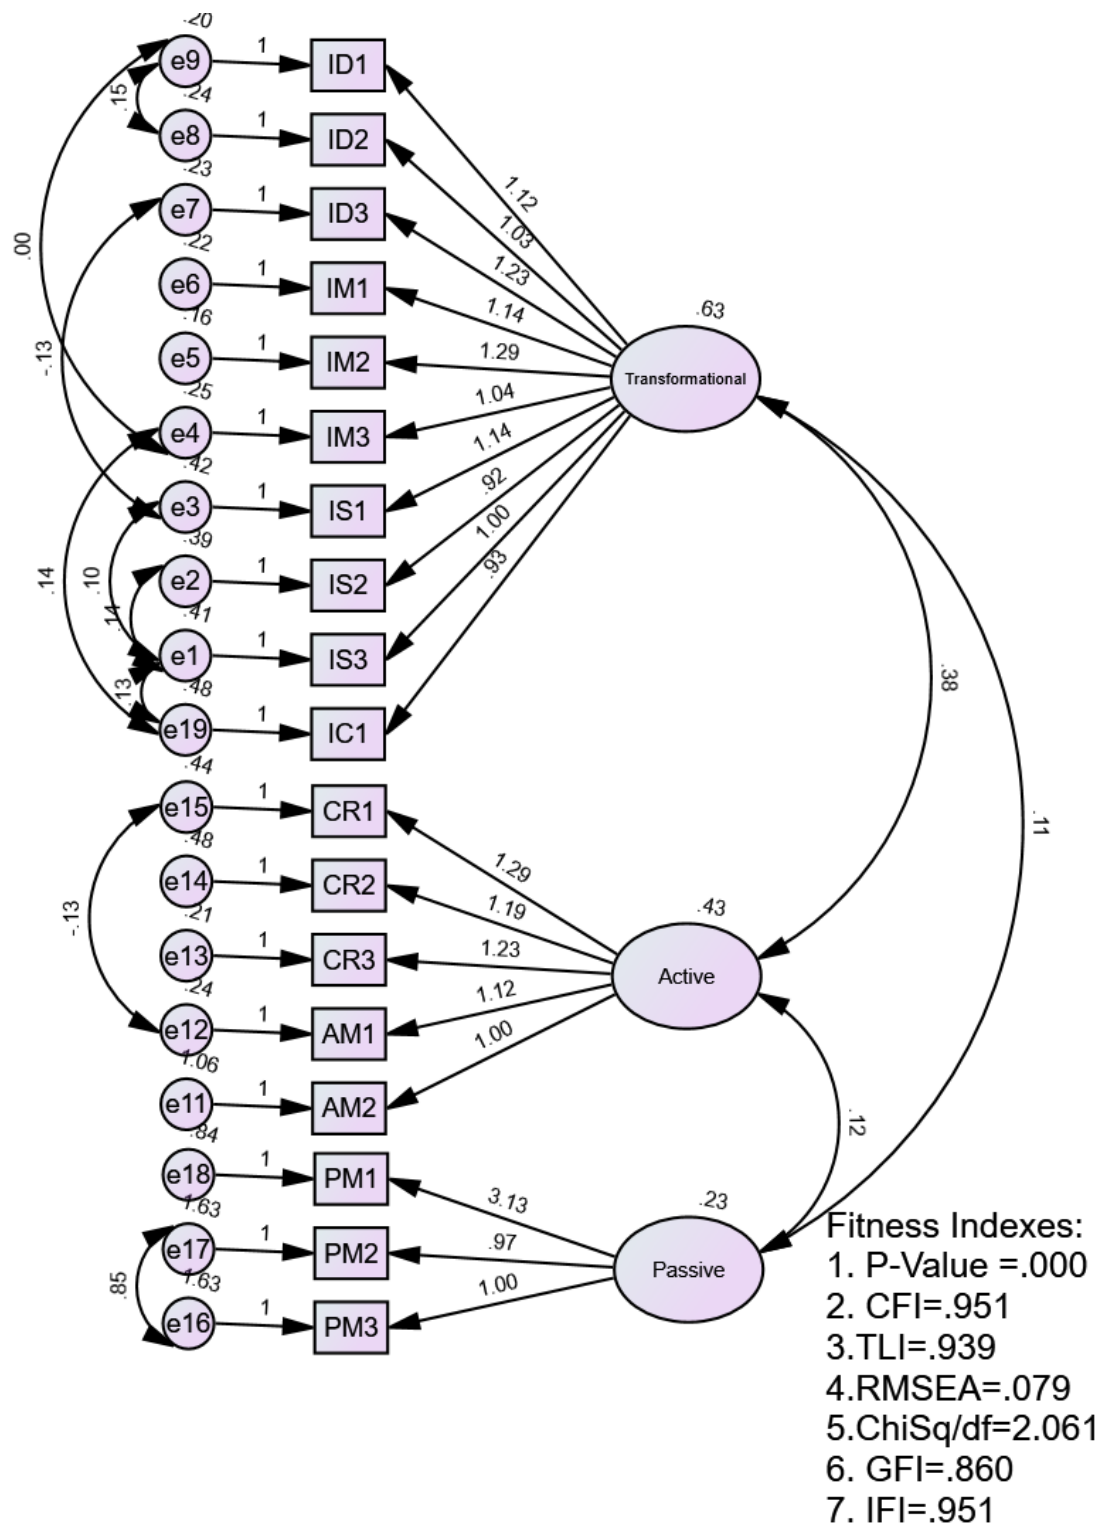 .20
e9 1 ID1
.15
.24
e8 1 ID2
.23
e7 1 ID3
.22
e6 1 IM1
.16
e5 1 IM2
.25
e4 1 IM3
.42
e3 1 IS1
.39
e2 1 IS2
.41
e1 1 IS3
.48
e19 1 IC1
.00
-.13
.14
.10
.14
.13
1.12
1.03
1.23
1.14
1.29
1.04
1.14
.92
1.00
.93
.63
Transformational
.38
.11
.44
e15 1 CR1
.48
e14 1 CR2
.21
e13 1 CR3
.24
e12 1 AM1
1.06
e11 1 AM2
-.13
1.29
1.19
1.23
1.12
1.00
.43
Active
.12
.84
e18 1 PM1
1.63
e17 1 PM2
1.63
e16 1 PM3
.85
3.13
.97
1.00
.23
Passive
Fitness Indexes:
1. P-Value =.000
2. CFI=.951
3.TLI=.939
4.RMSEA=.079
5.ChiSq/df=2.061
6. GFI=.860
7. IFI=.951